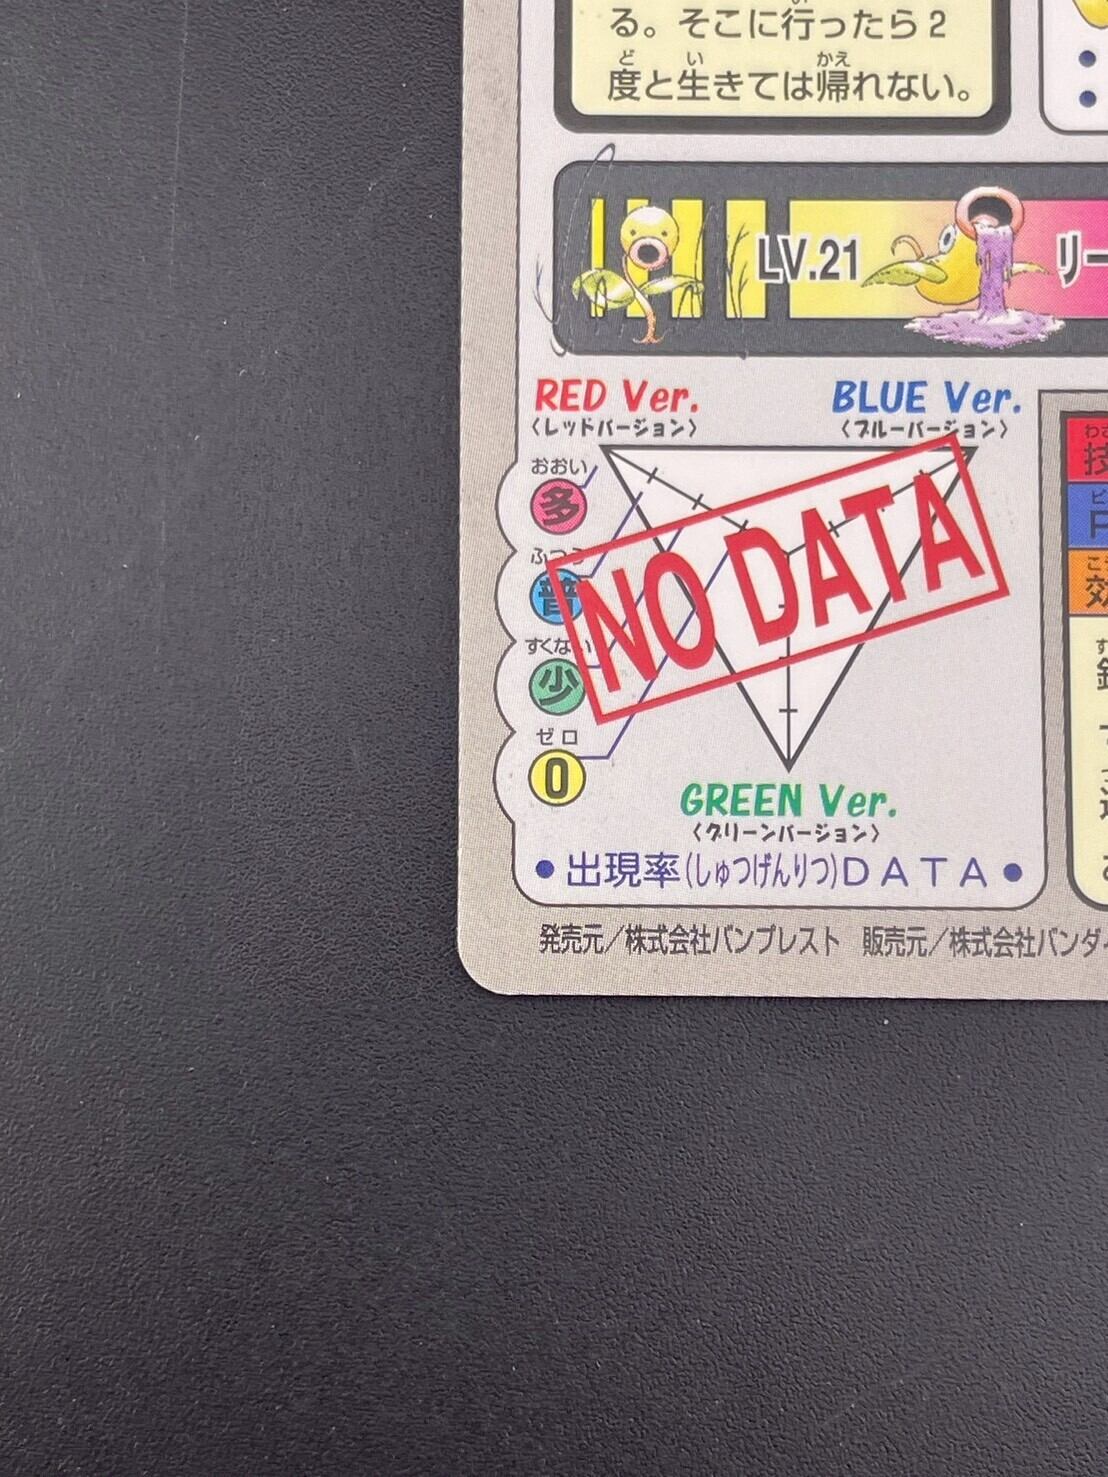 る。そこに行ったら2
度と生きては帰れない。
LV.21
リー
RED Ver.
〈レッドバージョン〉
BLUE Ver.
〈ブルーバージョン〉
おおい
多
ふつう
普
すくない
少
ゼロ
0
NO DATA
GREEN Ver.
〈グリーンバージョン〉
●出現率(しゅつげんりつ)DATA●
発売元／株式会社バンプレスト 販売元／株式会社バンダイ
わざ
技
効